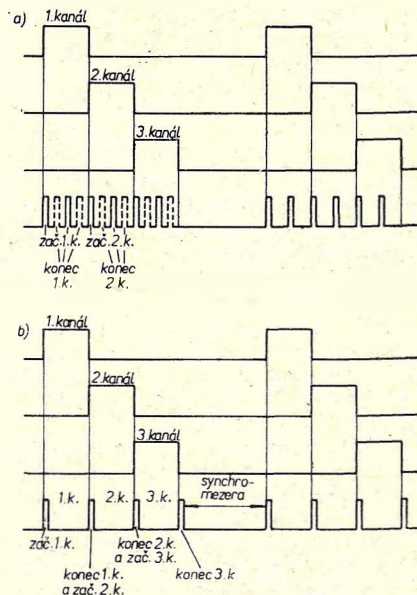 a)
1.kanál
2.kanál
3.kanál
zač.1.k.
zač.2.k.
konec
1.k.
konec
2.k.
b)
1.kanál
2.kanál
3.kanál
synchro-
mezera
1.k.
2.k.
3.k.
zač.1.k.
konec 1.k.
a zač. 2.k.
konec 2.k.
a zač. 3.k.
konec 3.k